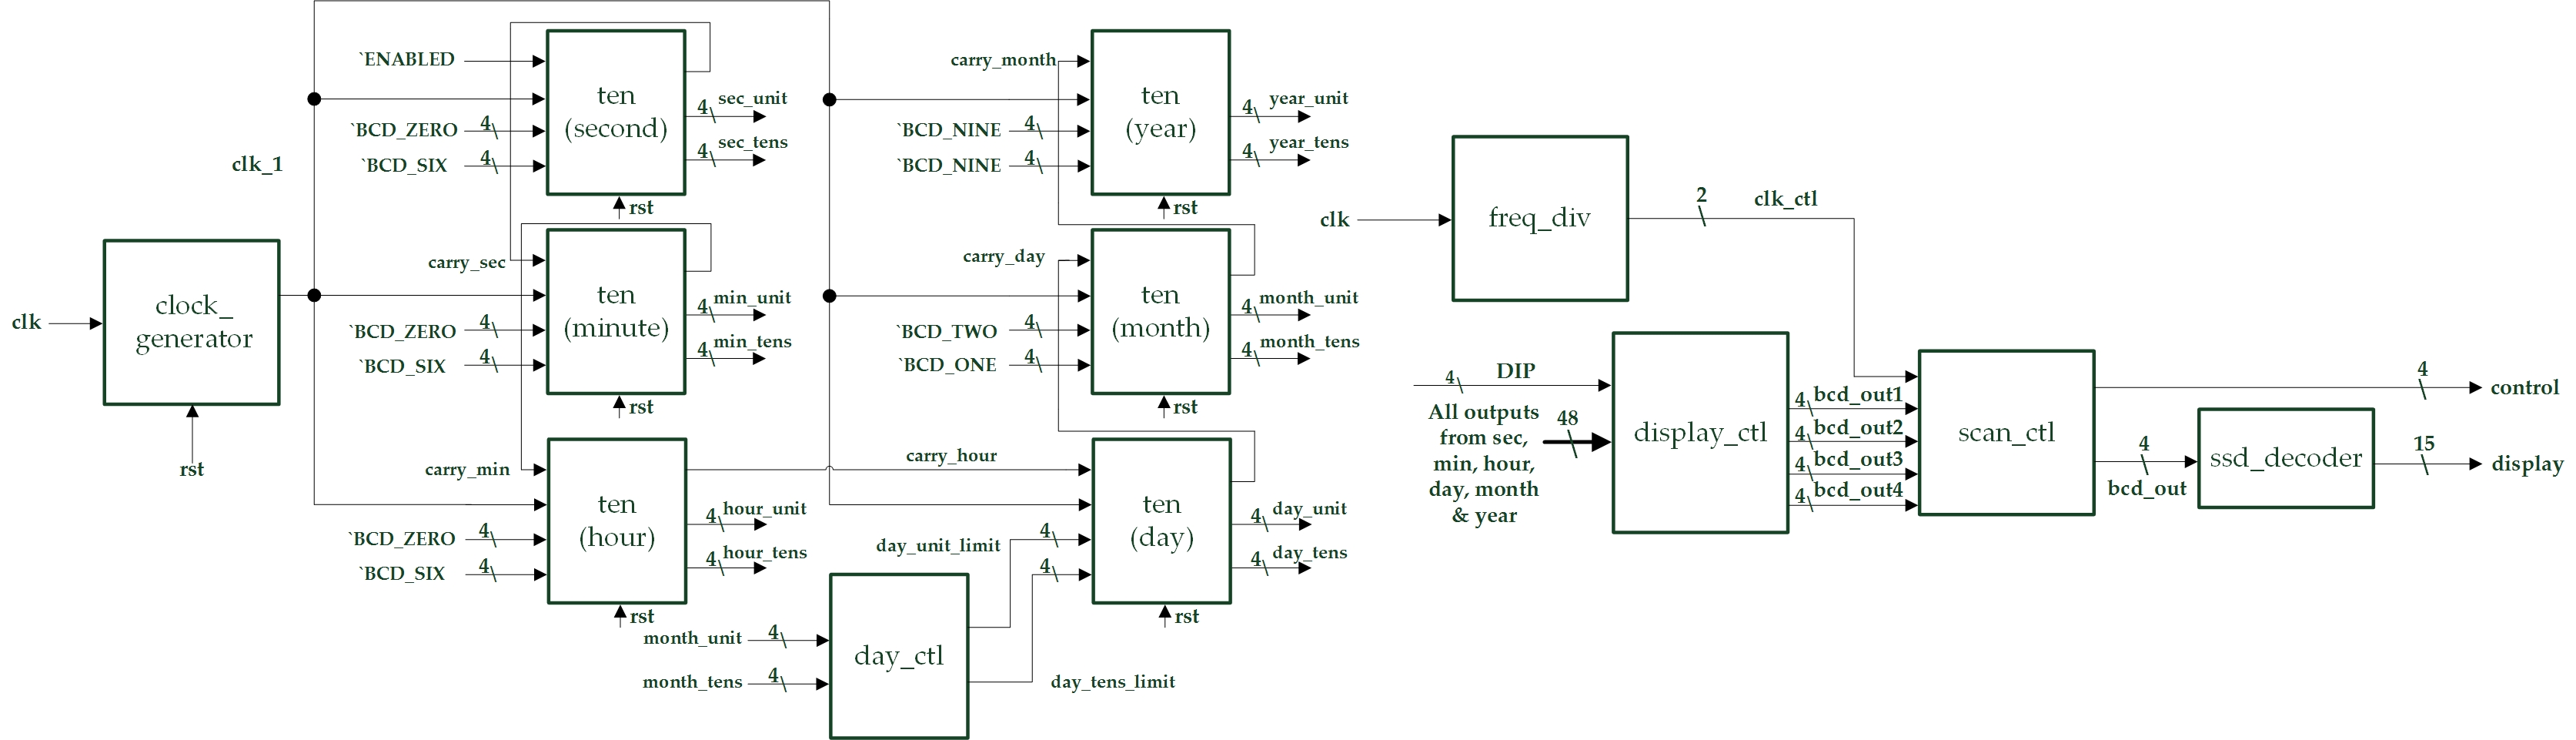 clk
clock_
generator
rst
clk_1
`ENABLED
`BCD_ZERO
4
`BCD_SIX
4
ten
(second)
4
sec_unit
4
sec_tens
rst
carry_sec
`BCD_ZERO
4
`BCD_SIX
4
ten
(minute)
4
min_unit
4
min_tens
rst
carry_min
`BCD_ZERO
4
`BCD_SIX
4
ten
(hour)
4
hour_unit
4
hour_tens
rst
carry_month
`BCD_NINE
4
`BCD_NINE
4
ten
(year)
4
year_unit
4
year_tens
rst
carry_day
`BCD_TWO
4
`BCD_ONE
4
ten
(month)
4
month_unit
4
month_tens
rst
carry_hour
day_unit_limit
4
4
ten
(day)
4
day_unit
4
day_tens
rst
month_unit
4
month_tens
4
day_ctl
day_tens_limit
clk
freq_div
2
clk_ctl
4
DIP
All outputs
from sec,
min, hour,
day, month
& year
48
display_ctl
4
bcd_out1
4
bcd_out2
4
bcd_out3
4
bcd_out4
scan_ctl
4
control
4
bcd_out
ssd_decoder
15
display